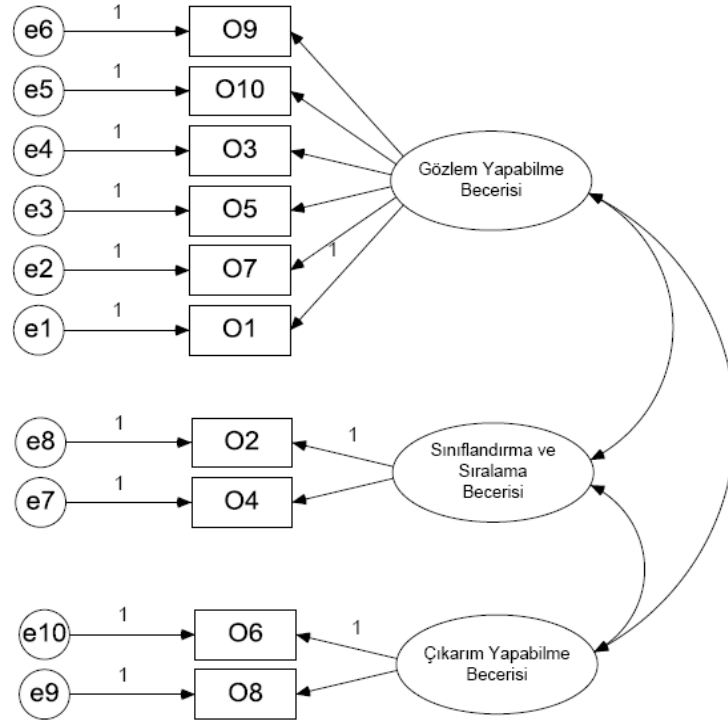 e6 1 O9
e5 1 O10
e4 1 O3
Gözlem Yapabilme
Becerisi
e3 1 O5
e2 1 O7 1
e1 1 O1
e8 1 O2 1
Sınıflandırma ve
Sıralama
Becerisi
e7 1 O4
e10 1 O6 1
Çıkarım Yapabilme
Becerisi
e9 1 O8